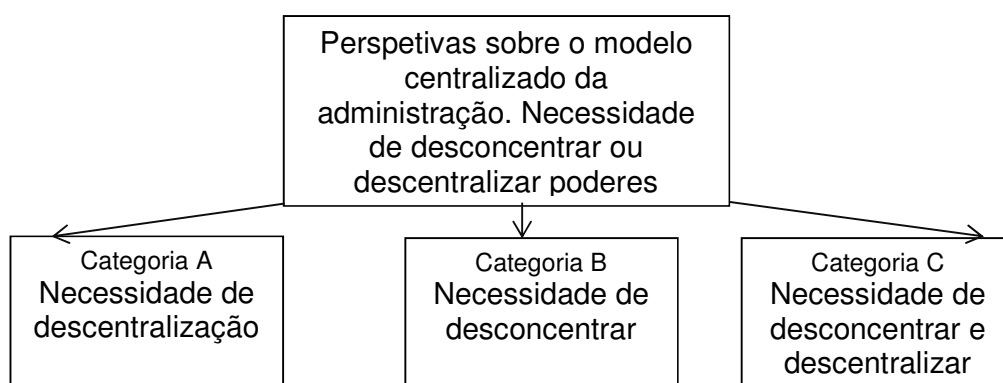 Perspetivas sobre o modelo
centralizado da
administração. Necessidade
de desconcentrar ou
descentralizar poderes
Categoria A
Necessidade de
descentralização
Categoria B
Necessidade de
desconcentrar
Categoria C
Necessidade de
desconcentrar e
descentralizar